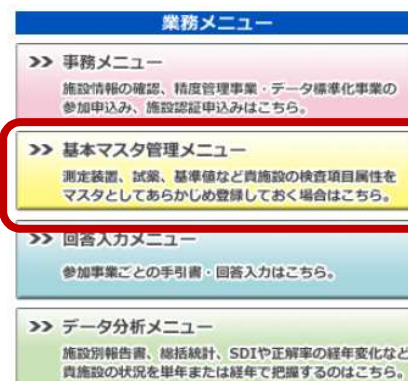 業務メニュー
>> 事務メニュー
施設情報の確認、精度管理事業・データ標準化事業の
参加申込み、施設認証申込みはこちら。
>> 基本マスタ管理メニュー
測定装置、試薬、基準値など貴施設の検査項目属性を
マスタとしてあらかじめ登録しておく場合はこちら。
>> 回答入力メニュー
参加事業ごとの手引書・回答入力はこちら。
>> データ分析メニュー
施設別報告書、総括統計、SDIや正解率の経年変化など
貴施設の状況を単年または経年で把握するのはこちら。